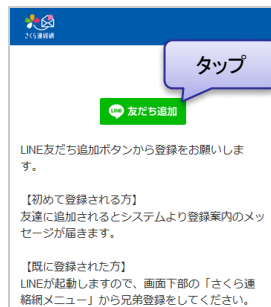 さくら連絡網
タップ
友だち追加
LINE友だち追加ボタンから登録をお願いしま
す。
【初めて登録される方】
友達に追加されるとシステムより登録案内のメッ
セージが届きます。
【既に登録された方】
LINEが起動しますので、画面下部の「さくら連
絡網メニュー」から兄弟登録をしてください。